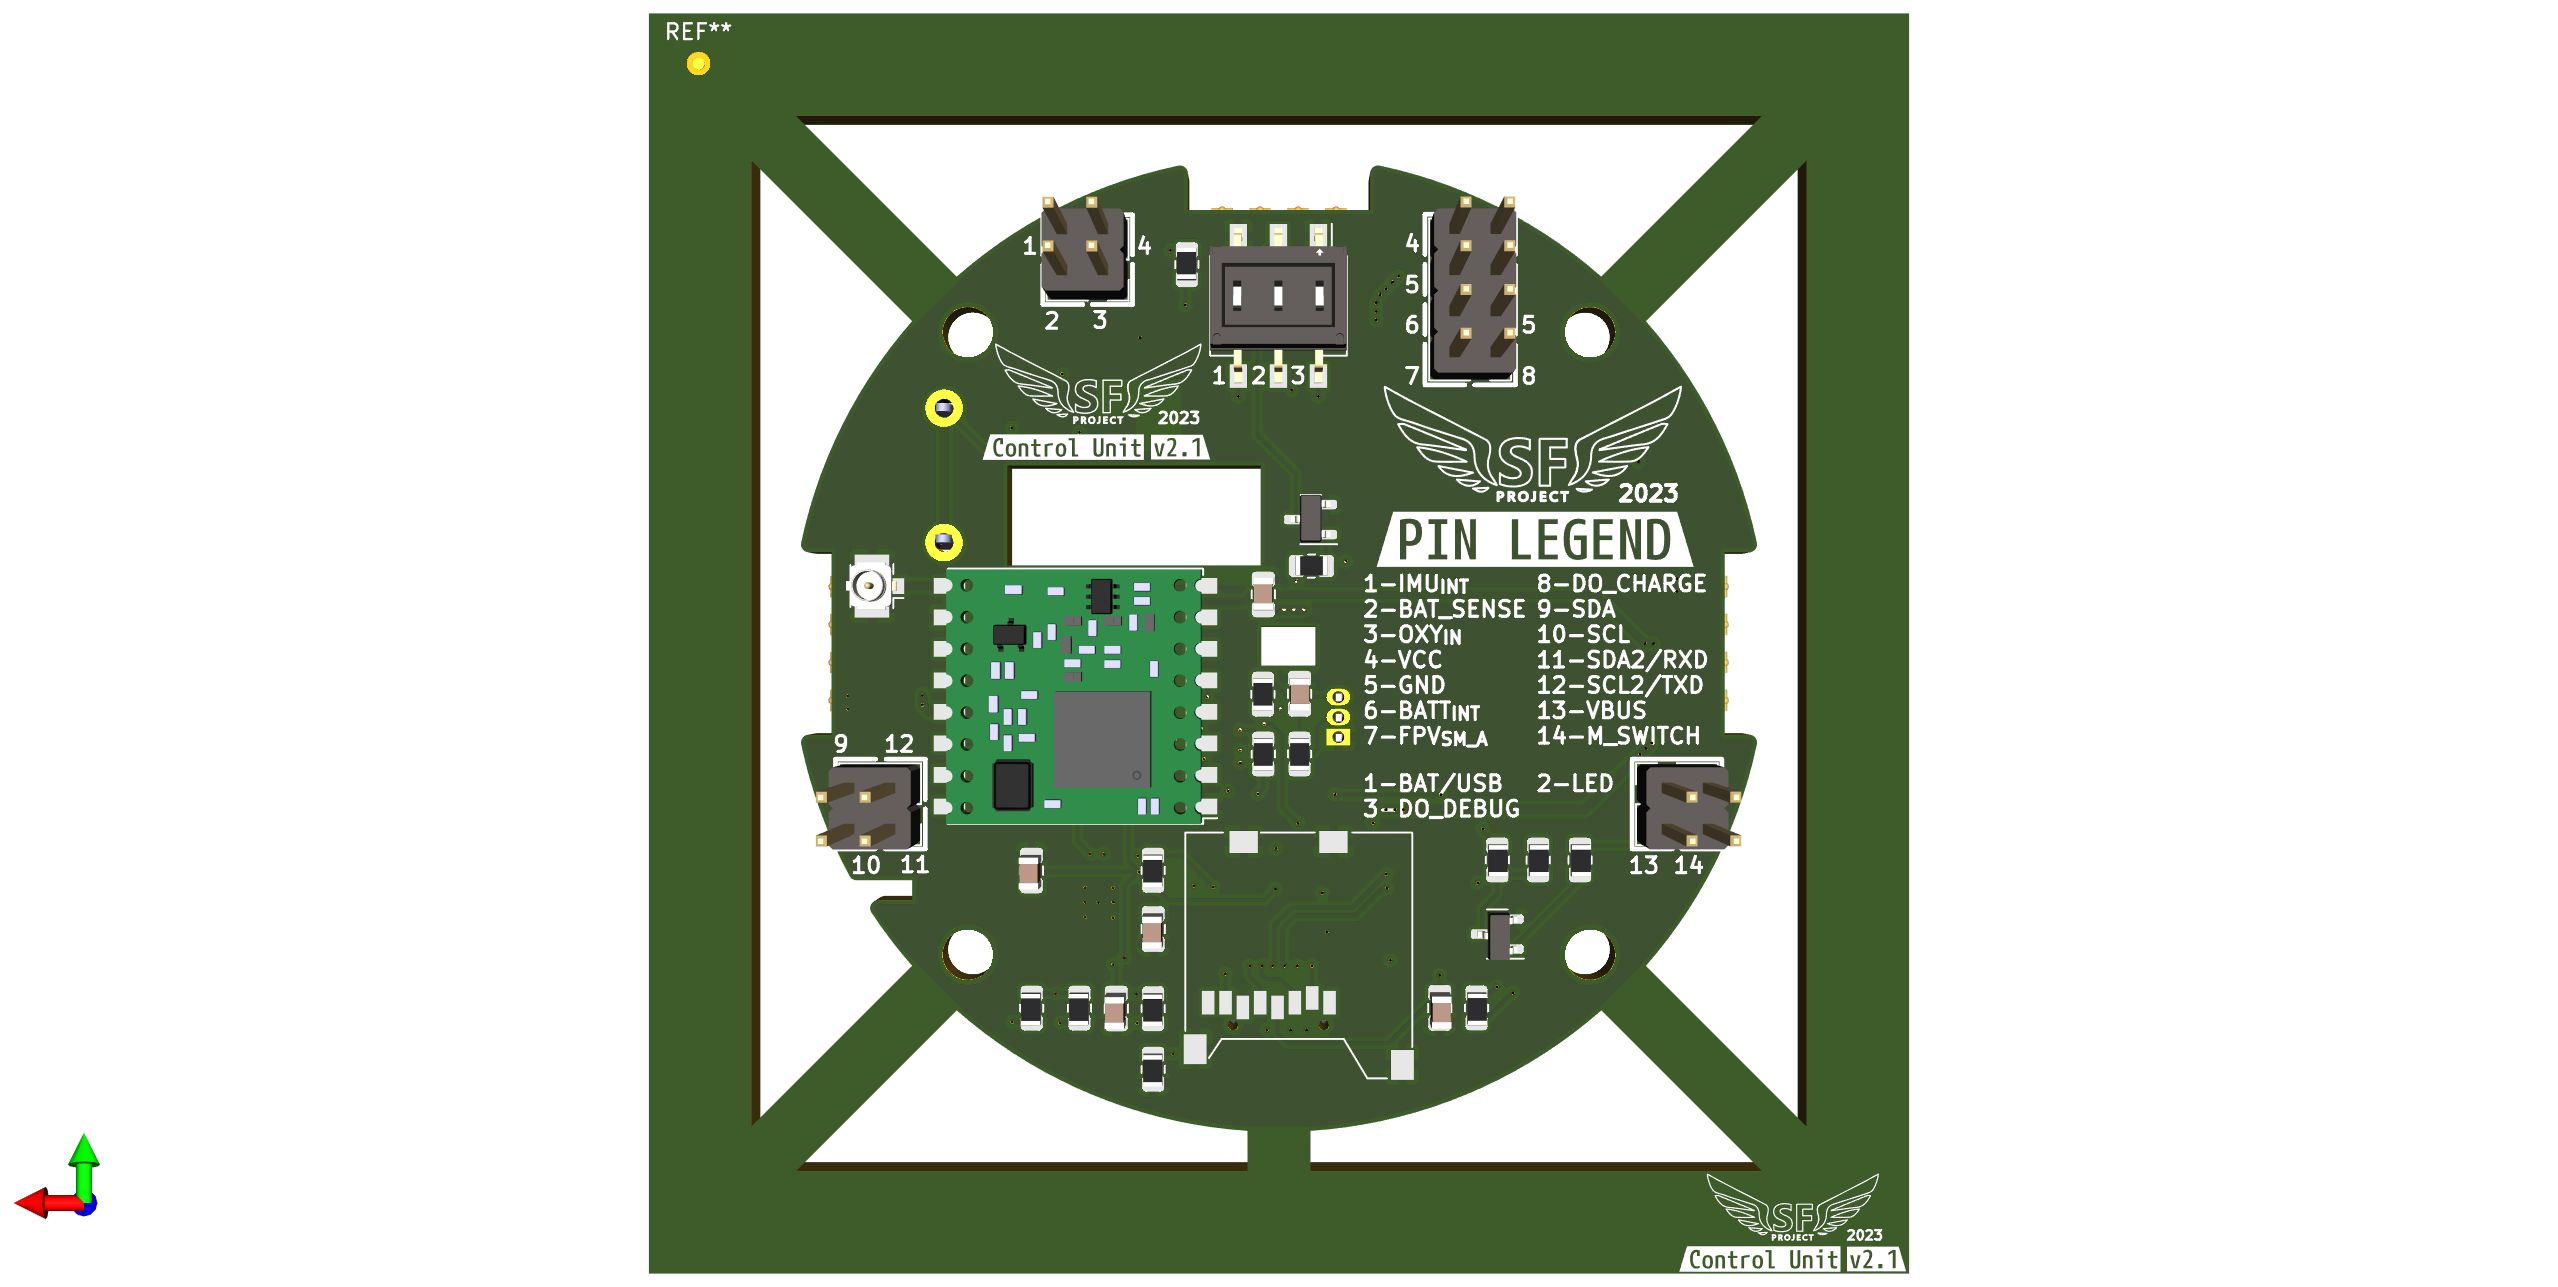 REF**
1 4
2 3
4
5
6 5
7 8
1 2 3
SF
PROJECT 2023
Control Unit v2.1
SF
PROJECT 2023
PIN LEGEND
1-IMUINT 8-DO_CHARGE
2-BAT_SENSE 9-SDA
3-OXYIN 10-SCL
4-VCC 11-SDA2/RXD
5-GND 12-SCL2/TXD
6-BATTINT 13-VBUS
7-FPVSM_A 14-M_SWITCH
1-BAT/USB 2-LED
3-DO_DEBUG
9 12
10 11
13 14
SF
PROJECT 2023
Control Unit v2.1